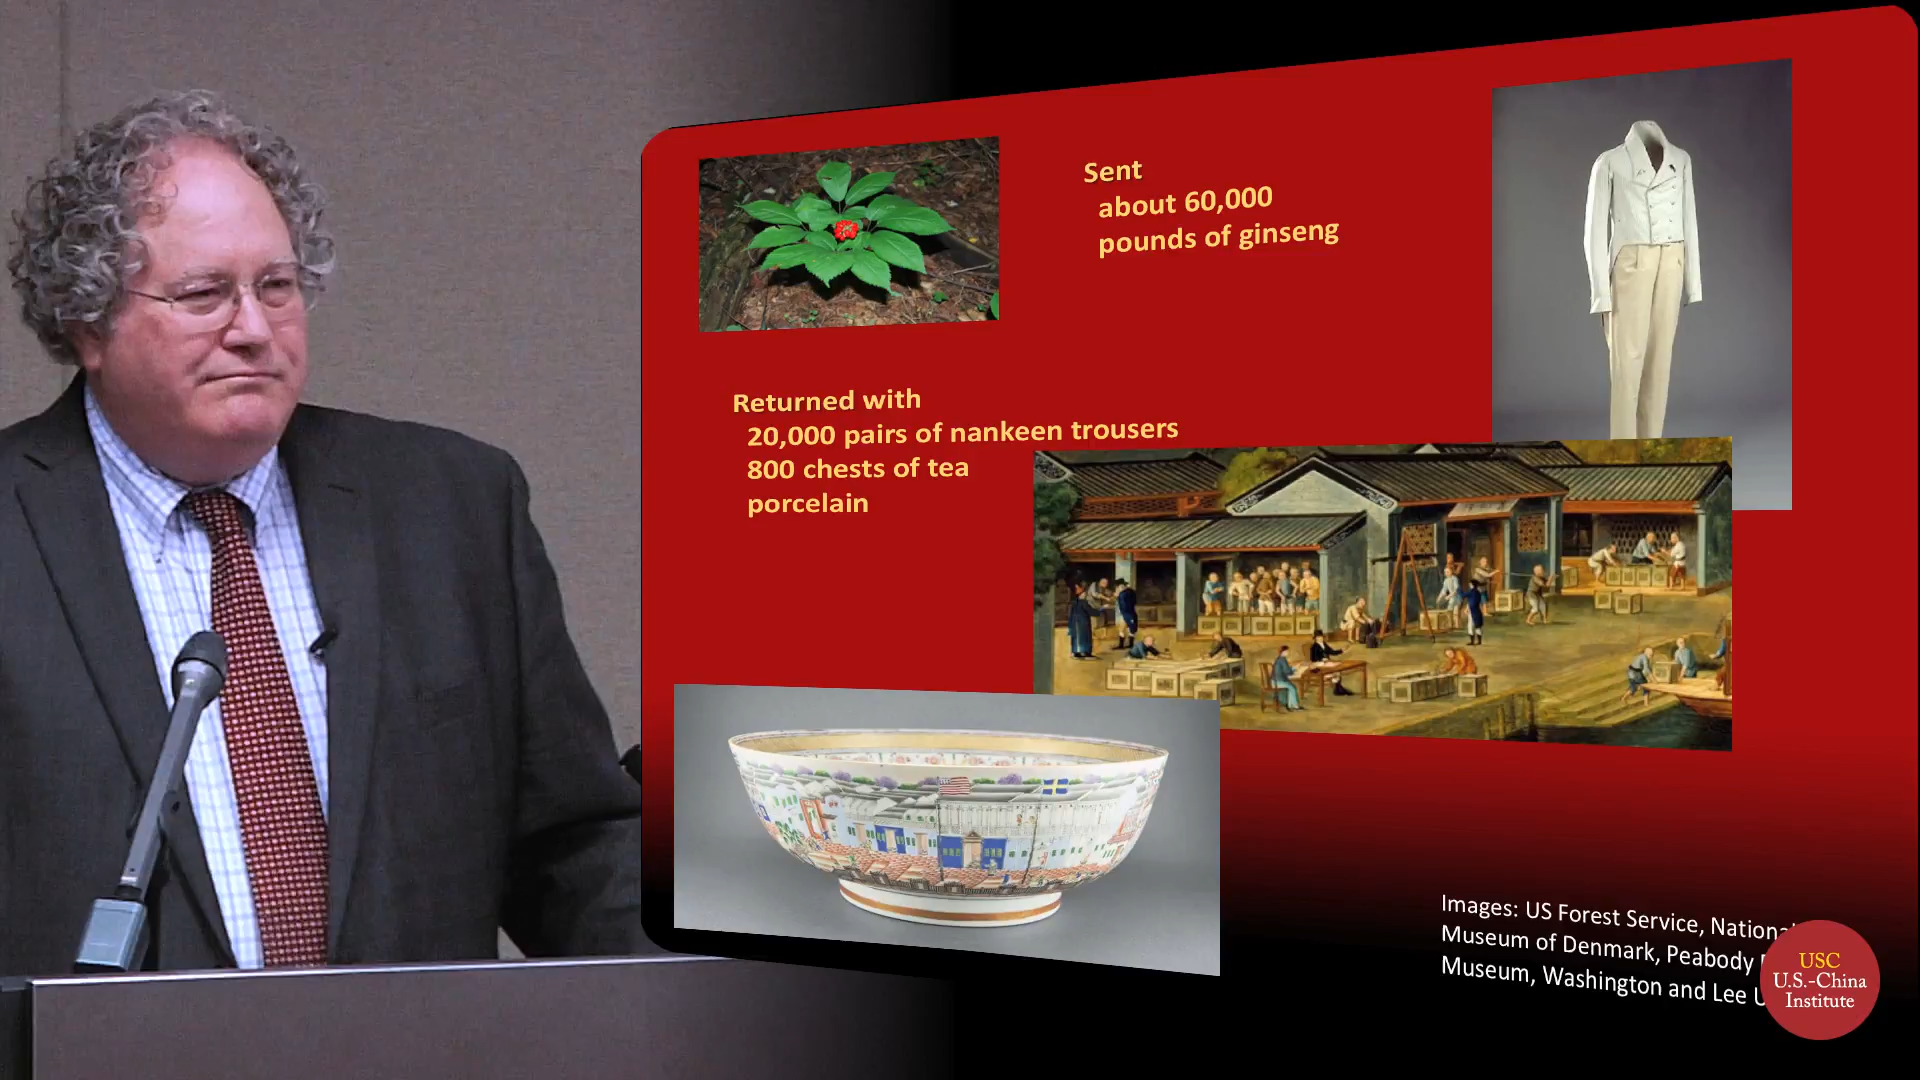 Sent
about 60,000
pounds of ginseng
Returned with
20,000 pairs of nankeen trousers
800 chests of tea
porcelain
Images: US Forest Service, National
Museum of Denmark, Peabody
Museum, Washington and Lee
USC
U.S.-China
Institute